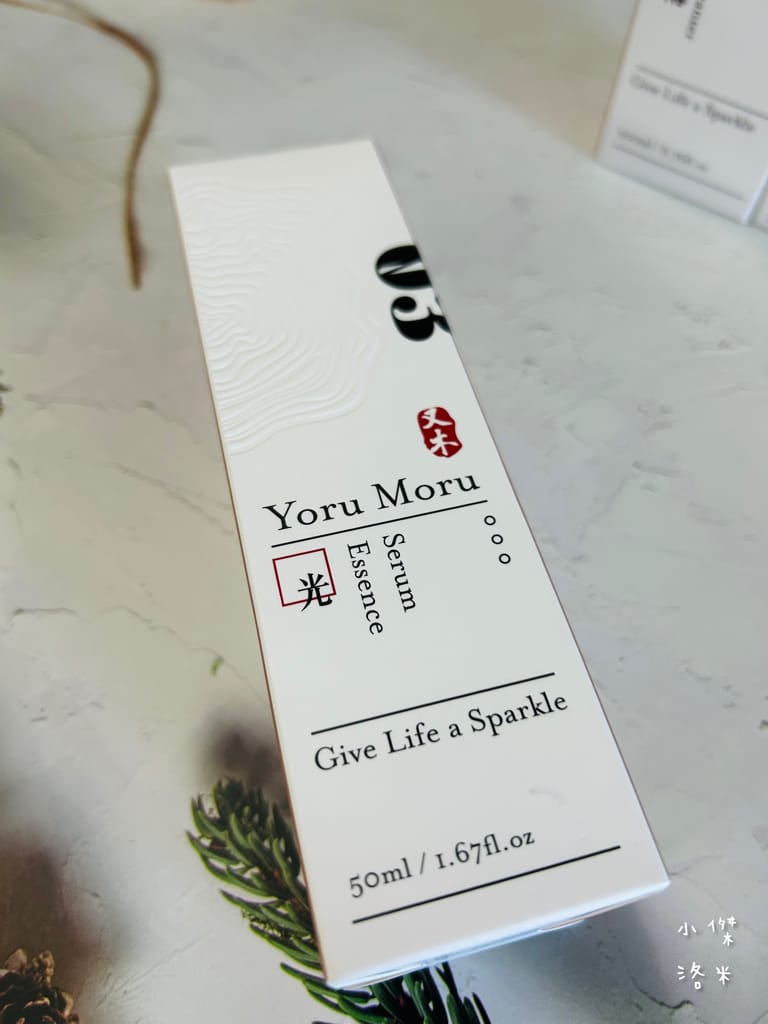 03
叉木
Yoru Moru
光
Serum
Essence
Give Life a Sparkle
50ml / 1.67fl.oz
Give Life a Sparkle
小傑
洛米